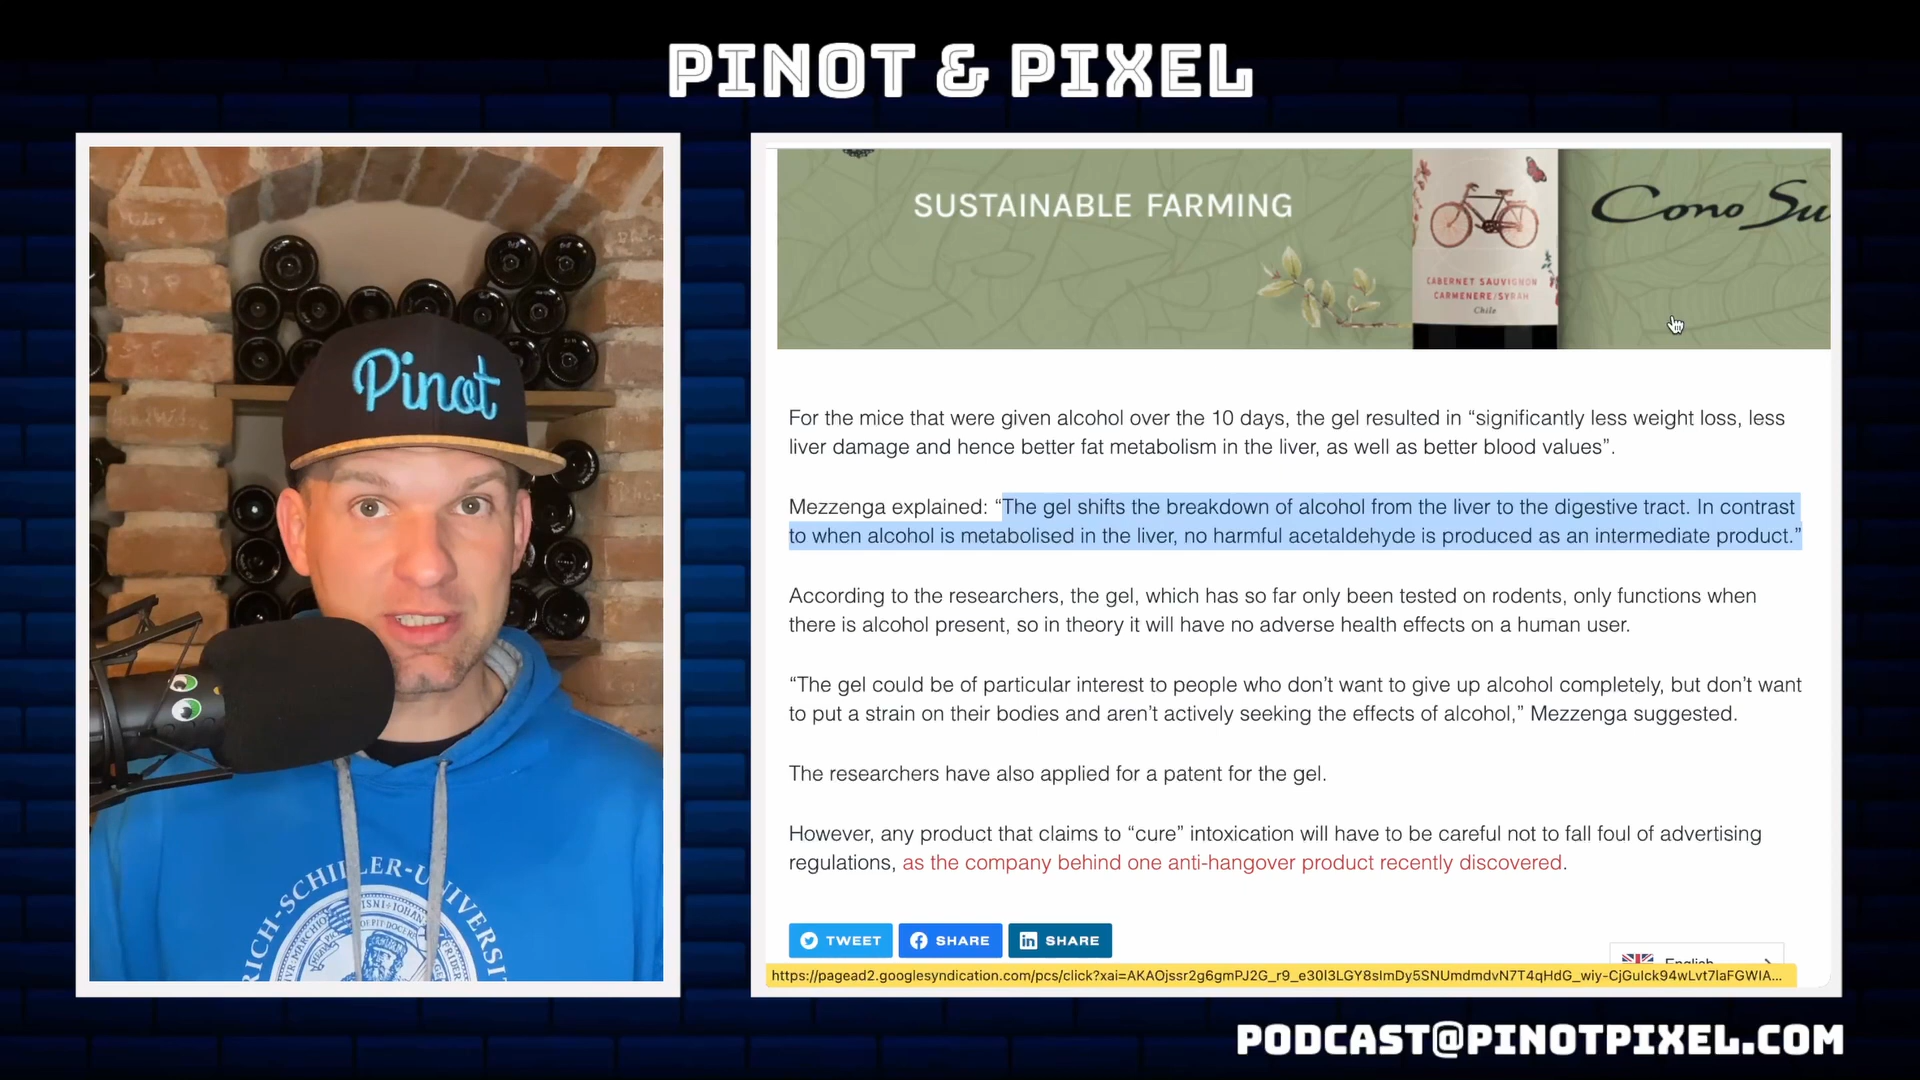 PINOT & PIXEL
Pinot
RICH-SCHILLER-UNIVERSI
SUSTAINABLE FARMING
CABERNET SAUVIGNON
CARMENERE/SYRAH
Chile
Cono Su
For the mice that were given alcohol over the 10 days, the gel resulted in “significantly less weight loss, less
liver damage and hence better fat metabolism in the liver, as well as better blood values”.
Mezzenga explained: “The gel shifts the breakdown of alcohol from the liver to the digestive tract. In contrast
to when alcohol is metabolised in the liver, no harmful acetaldehyde is produced as an intermediate product.”
According to the researchers, the gel, which has so far only been tested on rodents, only functions when
there is alcohol present, so in theory it will have no adverse health effects on a human user.
“The gel could be of particular interest to people who don’t want to give up alcohol completely, but don’t want
to put a strain on their bodies and aren’t actively seeking the effects of alcohol,” Mezzenga suggested.
The researchers have also applied for a patent for the gel.
However, any product that claims to “cure” intoxication will have to be careful not to fall foul of advertising
regulations, as the company behind one anti-hangover product recently discovered.
TWEET
SHARE
SHARE
English
PODCAST@PINOTPIXEL.COM